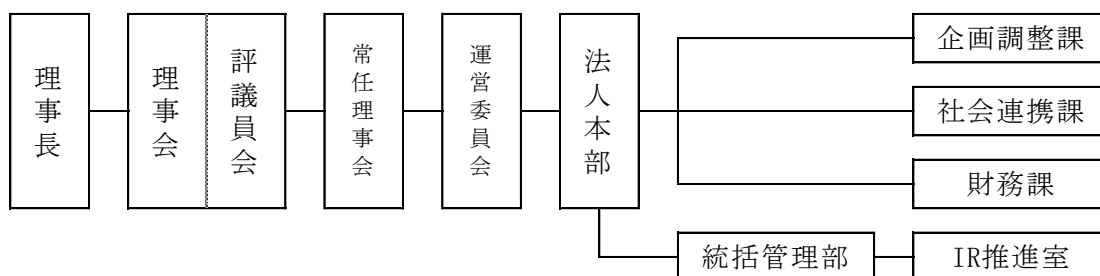 理事長
理事会
評議員会
常任理事会
運営委員会
法人本部
企画調整課
社会連携課
財務課
統括管理部
IR推進室